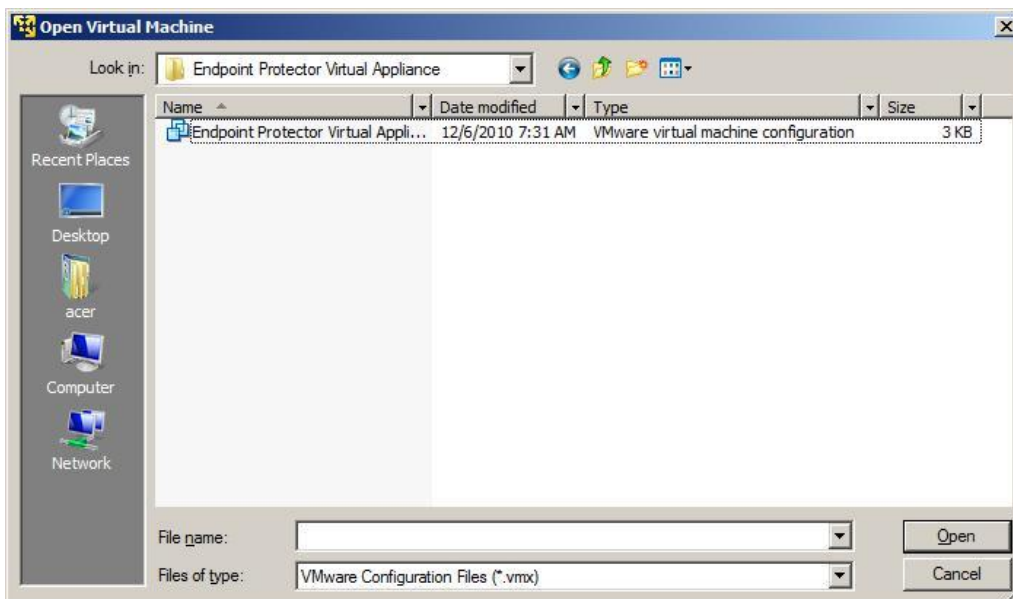 Open Virtual Machine
Look in: Endpoint Protector Virtual Appliance
Name Date modified Type Size
Endpoint Protector Virtual Appli... 12/6/2010 7:31 AM VMware virtual machine configuration 3 KB
Recent Places
Desktop
acer
Computer
Network
File name: Open
Files of type: VMware Configuration Files (*.vmx) Cancel